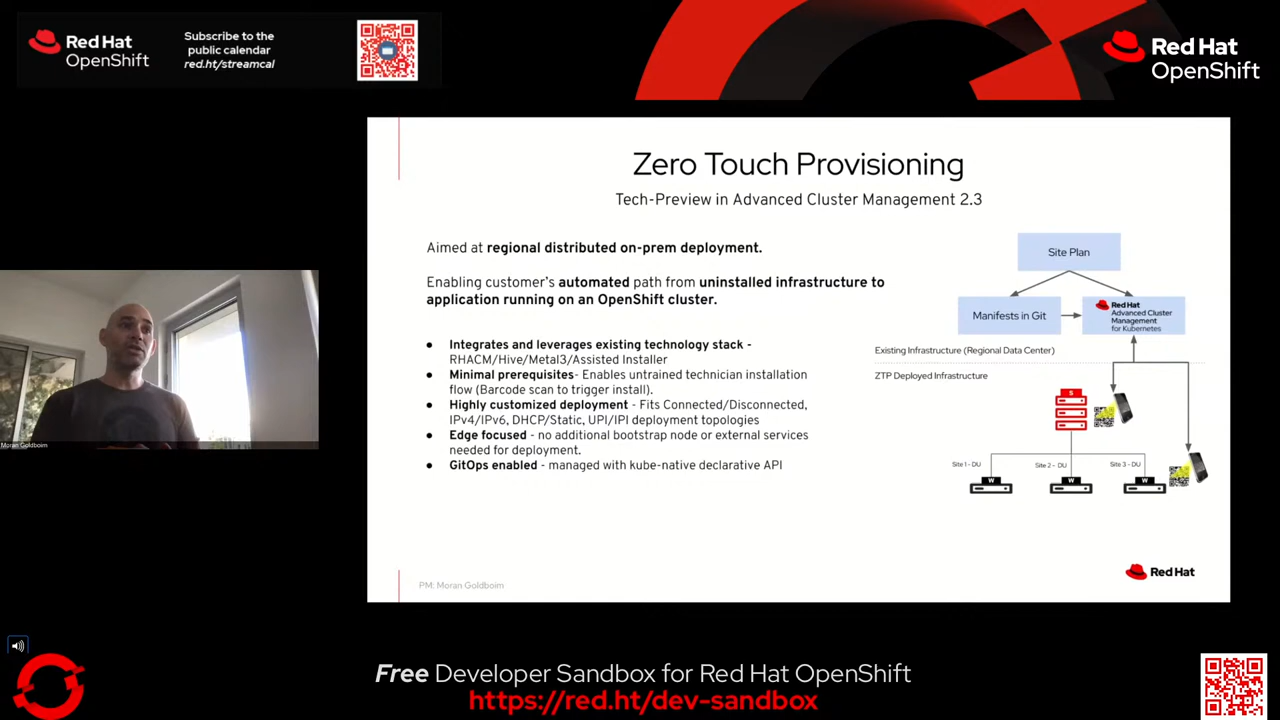 Red Hat
OpenShift
Subscribe to the
public calendar
red.ht/streamcal
Red Hat
OpenShift
Zero Touch Provisioning
Tech-Preview in Advanced Cluster Management 2.3
Aimed at regional distributed on-prem deployment.
Enabling customer's automated path from uninstalled infrastructure to
application running on an OpenShift cluster.
● Integrates and leverages existing technology stack -
RHACM/Hive/Metal3/Assisted Installer
● Minimal prerequisites- Enables untrained technician installation
flow (Barcode scan to trigger install).
● Highly customized deployment - Fits Connected/Disconnected,
IPv4/IPv6, DHCP/Static, UPI/IPI deployment topologies
● Edge focused - no additional bootstrap node or external services
needed for deployment.
● GitOps enabled - managed with kube-native declarative API
Site Plan
Manifests in Git
Red Hat
Advanced Cluster
Management
for Kubernetes
Existing Infrastructure (Regional Data Center)
ZTP Deployed Infrastructure
S
Site 1 - DU
Site 2 - DU
Site 3 - DU
W
W
W
PM: Moran Goldboim
Red Hat
Moran Goldboim
Free Developer Sandbox for Red Hat OpenShift
https://red.ht/dev-sandbox